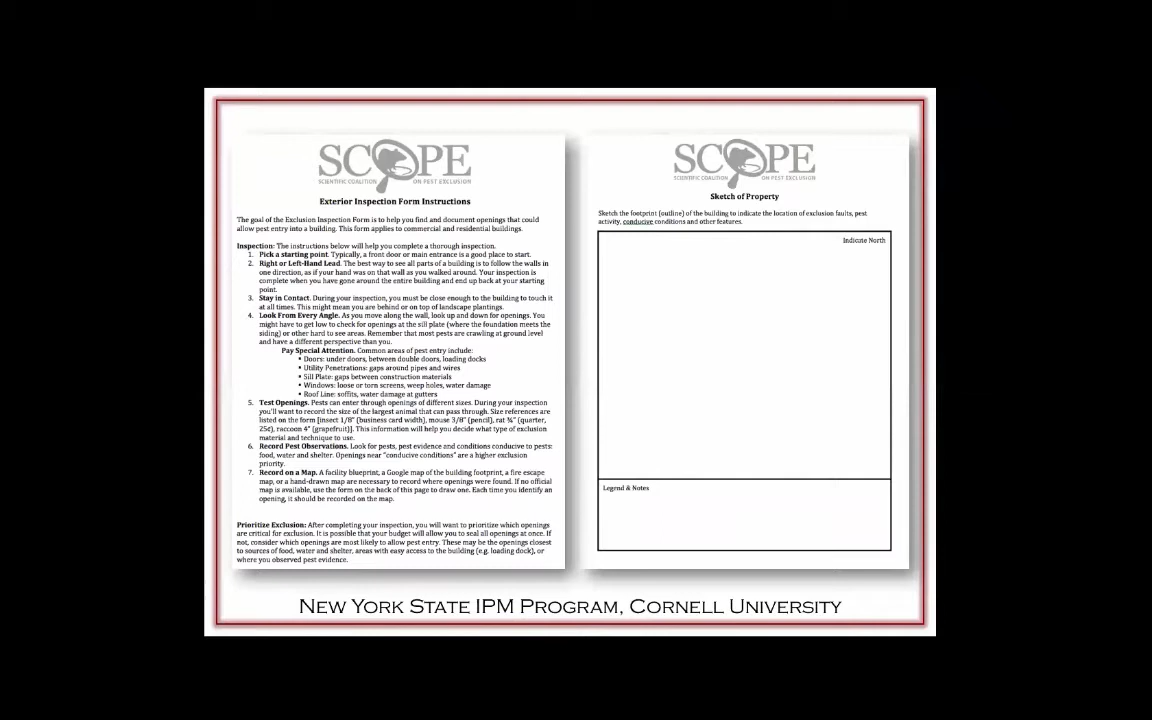 SCOPE
SCIENTIFIC COALITION ON PEST EXCLUSION
Exterior Inspection Form Instructions
The goal of the Exclusion Inspection Form is to help you find and document openings that could
allow pest entry into a building. This form applies to commercial and residential buildings.
Inspection: The instructions below will help you complete a thorough inspection.
1. Pick a starting point. Typically, a front door or main entrance is a good place to start.
2. Right or Left-Hand Lead. The best way to see all parts of a building is to follow the walls in
one direction, as if your hand was on that wall as you walked around. Your inspection is
complete when you have gone around the entire building and end up back at your starting
point.
3. Stay in Contact. During your inspection, you must be close enough to the building to touch it
at all times. This might mean you are behind or on top of landscape plantings.
4. Look From Every Angle. As you move along the wall, look up and down for openings. You
might have to get low to check for openings at the sill plate (where the foundation meets the
siding) or other hard to see areas. Remember that most pests are crawling at ground level
and have a different perspective than you.
Pay Special Attention. Common areas of pest entry include:
▪ Doors: under doors, between double doors, loading docks
▪ Utility Penetrations: gaps around pipes and wires
▪ Sill Plate: gaps between construction materials
▪ Windows: loose or torn screens, weep holes, water damage
▪ Roof Line: soffits, water damage at gutters
5. Test Openings. Pests can enter through openings of different sizes. During your inspection
you'll want to record the size of the largest animal that can pass through. Size references are
listed on the form [insect 1/8" (business card width), mouse 3/8" (pencil), rat ¾" (quarter,
25¢), raccoon 4" (grapefruit)]. This information will help you decide what type of exclusion
material and technique to use.
6. Record Pest Observations. Look for pests, pest evidence and conditions conducive to pests:
food, water and shelter. Openings near "conducive conditions" are a higher exclusion
priority.
7. Record on a Map. A facility blueprint, a Google map of the building footprint, a fire escape
map, or a hand-drawn map are necessary to record where openings were found. If no official
map is available, use the form on the back of this page to draw one. Each time you identify an
opening, it should be recorded on the map.
Prioritize Exclusion: After completing your inspection, you will want to prioritize which openings
are critical for exclusion. It is possible that your budget will allow you to seal all openings at once. If
not, consider which openings are most likely to allow pest entry. These may be the openings closest
to sources of food, water and shelter, areas with easy access to the building (e.g. loading dock), or
where you observed pest evidence.
SCOPE
SCIENTIFIC COALITION ON PEST EXCLUSION
Sketch of Property
Sketch the footprint (outline) of the building to indicate the location of exclusion faults, pest
activity, conducive conditions and other features.
Indicate North
Legend & Notes
New York State IPM Program, Cornell University